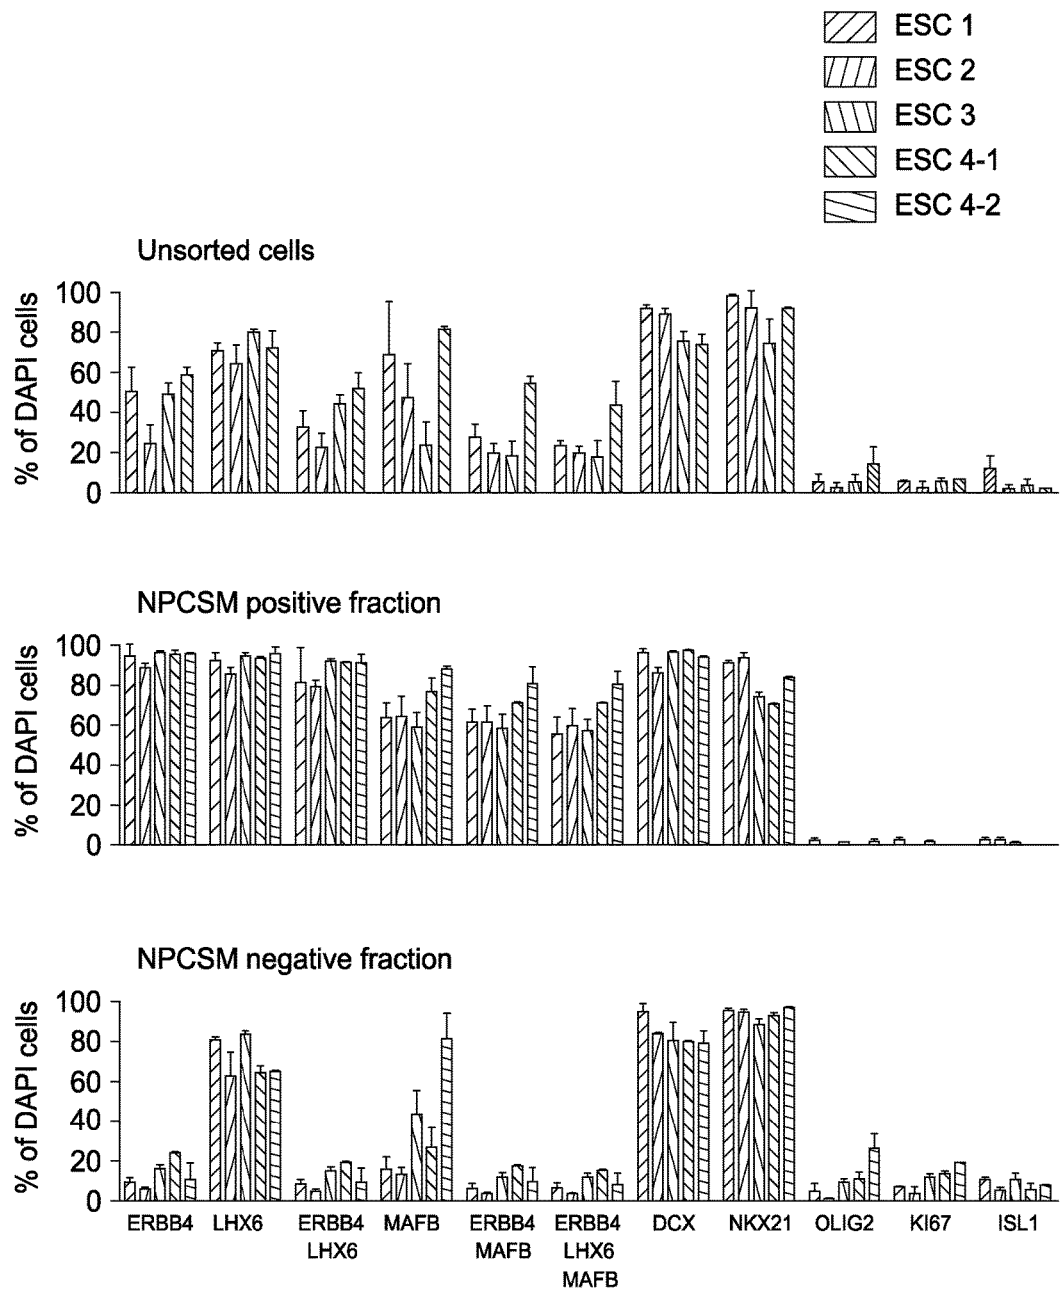 ESC 1
ESC 2
ESC 3
ESC 4-1
ESC 4-2
Unsorted cells
% of DAPI cells
100
80
60
40
20
0
NPCSM positive fraction
% of DAPI cells
100
80
60
40
20
0
NPCSM negative fraction
% of DAPI cells
100
80
60
40
20
0
ERBB4 LHX6 ERBB4 MAFB ERBB4 ERBB4 DCX NKX21 OLIG2 KI67 ISL1
LHX6 MAFB LHX6
MAFB